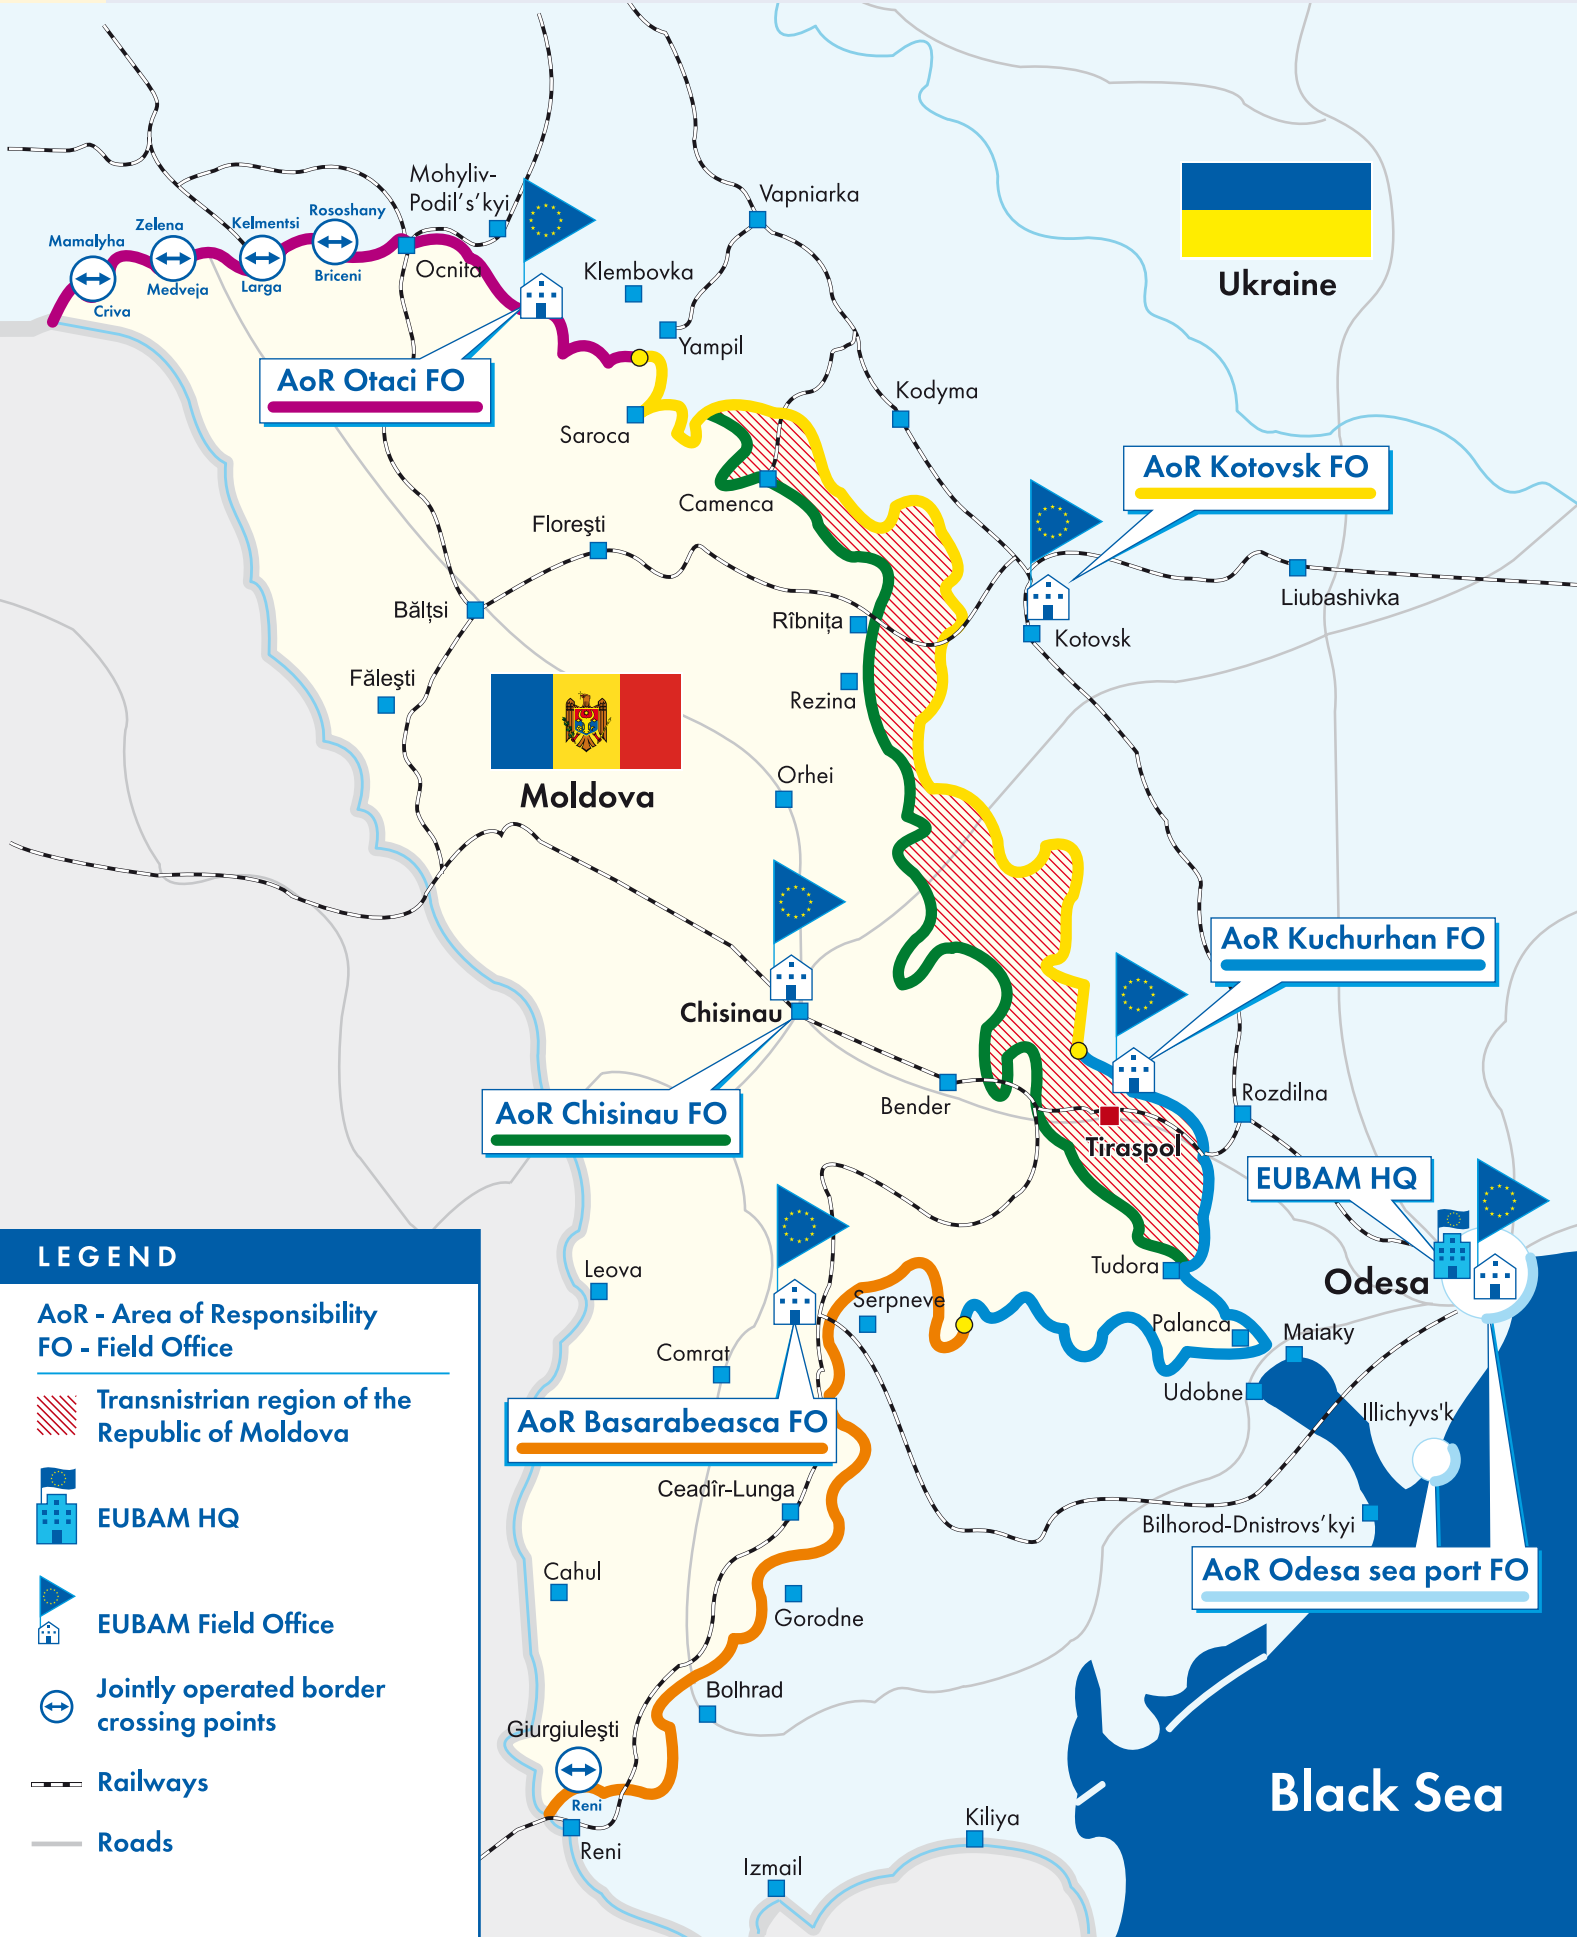 Mohyliv-
Podil's'kyi
Vapniarka
Rososhany
Zelena
Kelmentsi
Mamalyha
Ocnita
Klembovka
Briceni
Medveja
Larga
Criva
Ukraine
Yampil
AoR Otaci FO
Kodyma
Saroca
AoR Kotovsk FO
Camenca
Floreşti
Liubashivka
Bălţsi
Rîbniţa
Kotovsk
Făleşti
Rezina
Orhei
Moldova
AoR Kuchurhan FO
Chisinau
Rozdilna
AoR Chisinau FO
Bender
Tiraspol
EUBAM HQ
Tudora
Leova
Odesa
Serpneve
Palanca
Maiaky
Comrat
Udobne
Illichyvs'k
AoR Basarabeasca FO
Ceadîr-Lunga
Bilhorod-Dnistrovs'kyi
Cahul
AoR Odesa sea port FO
Gorodne
Bolhrad
Giurgiuleşti
Reni
Black Sea
Kiliya
Reni
Izmail
LEGEND
AoR - Area of Responsibility
FO - Field Office
Transnistrian region of the
Republic of Moldova
EUBAM HQ
EUBAM Field Office
Jointly operated border
crossing points
Railways
Roads